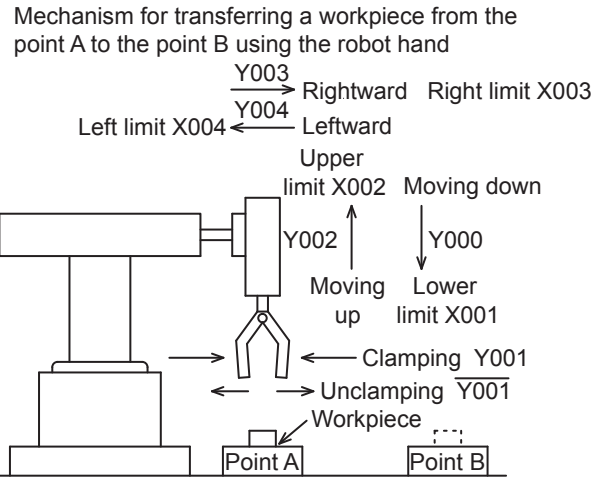 Mechanism for transferring a workpiece from the
point A to the point B using the robot hand
Y003
Rightward Right limit X003
Y004
Left limit X004 Leftward
Upper
limit X002 Moving down
Y002 Y000
Moving Lower
up limit X001
Clamping Y001
Unclamping Y001
Workpiece
Point A Point B